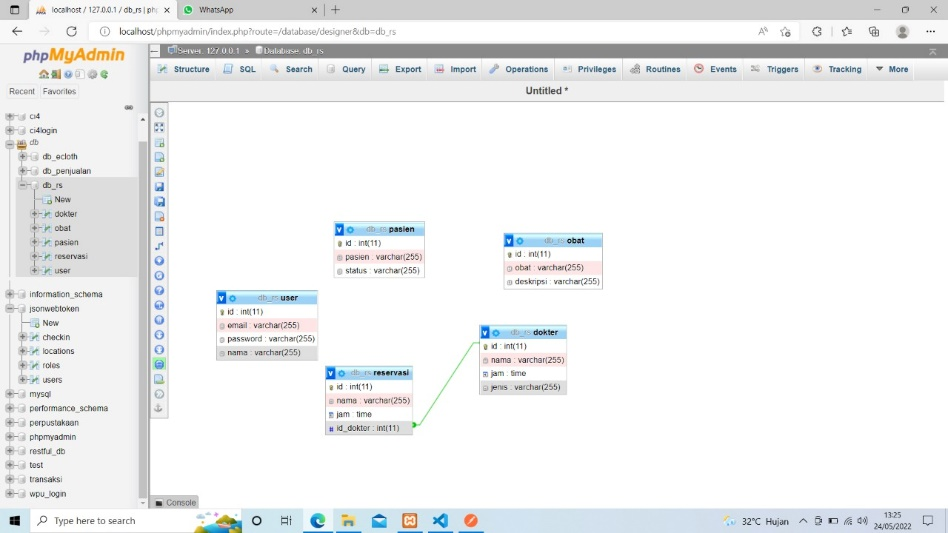 localhost / 127.0.0.1 / db_rs | ph
WhatsApp
localhost/phpmyadmin/index.php?route=/database/designer&db=db_rs
phpMyAdmin
Recent
Favorites
ci4
ci4login
db
db_ecloth
db_penjualan
db_rs
New
dokter
obat
pasien
reservasi
user
information_schema
jsonwebtoken
New
checkin
locations
roles
users
mysql
performance_schema
perpustakaan
phpmyadmin
restful_db
test
transaksi
wpu_login
Server: 127.0.0.1 » Database: db_rs
Structure SQL Search Query Export Import Operations Privileges Routines Events Triggers Tracking More
Untitled *
v db_rs pasien
id : int(11)
pasien : varchar(255)
status : varchar(255)
v db_rs obat
id : int(11)
obat : varchar(255)
deskripsi : varchar(255)
v db_rs user
id : int(11)
email : varchar(255)
password : varchar(255)
nama : varchar(255)
v db_rs dokter
id : int(11)
nama : varchar(255)
jam : time
jenis : varchar(255)
v db_rs reservasi
id : int(11)
nama : varchar(255)
jam : time
# id_dokter : int(11)
Console
Type here to search
32°C Hujan
13:25
24/05/2022